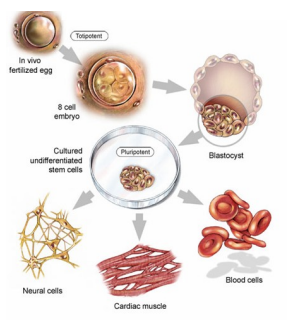 Totipotent
In vivo
fertilized egg
8 cell
embryo
Cultured
undifferentiated
stem cells
Pluripotent
Blastocyst
Neural cells
Cardiac muscle
Blood cells